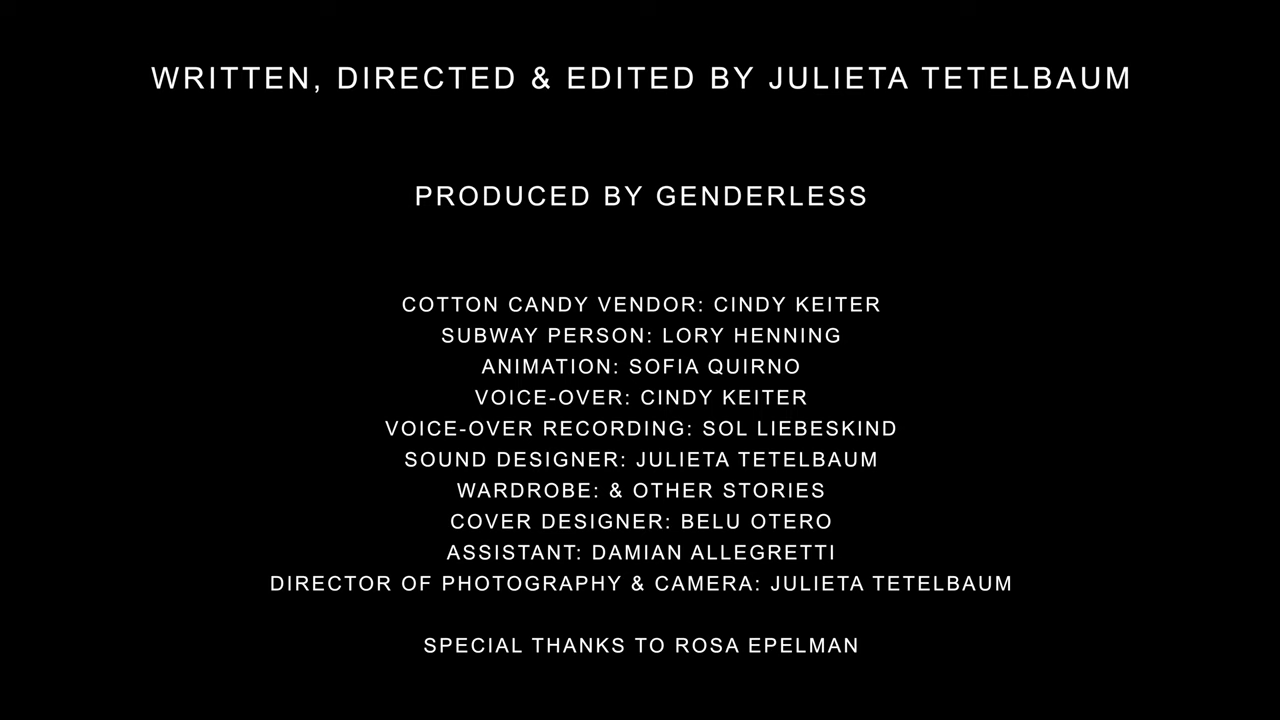 WRITTEN, DIRECTED & EDITED BY JULIETA TETELBAUM
PRODUCED BY GENDERLESS
COTTON CANDY VENDOR: CINDY KEITER
SUBWAY PERSON: LORY HENNING
ANIMATION: SOFIA QUIRNO
VOICE-OVER: CINDY KEITER
VOICE-OVER RECORDING: SOL LIEBESKIND
SOUND DESIGNER: JULIETA TETELBAUM
WARDROBE: & OTHER STORIES
COVER DESIGNER: BELU OTERO
ASSISTANT: DAMIAN ALLEGRETTI
DIRECTOR OF PHOTOGRAPHY & CAMERA: JULIETA TETELBAUM
SPECIAL THANKS TO ROSA EPELMAN